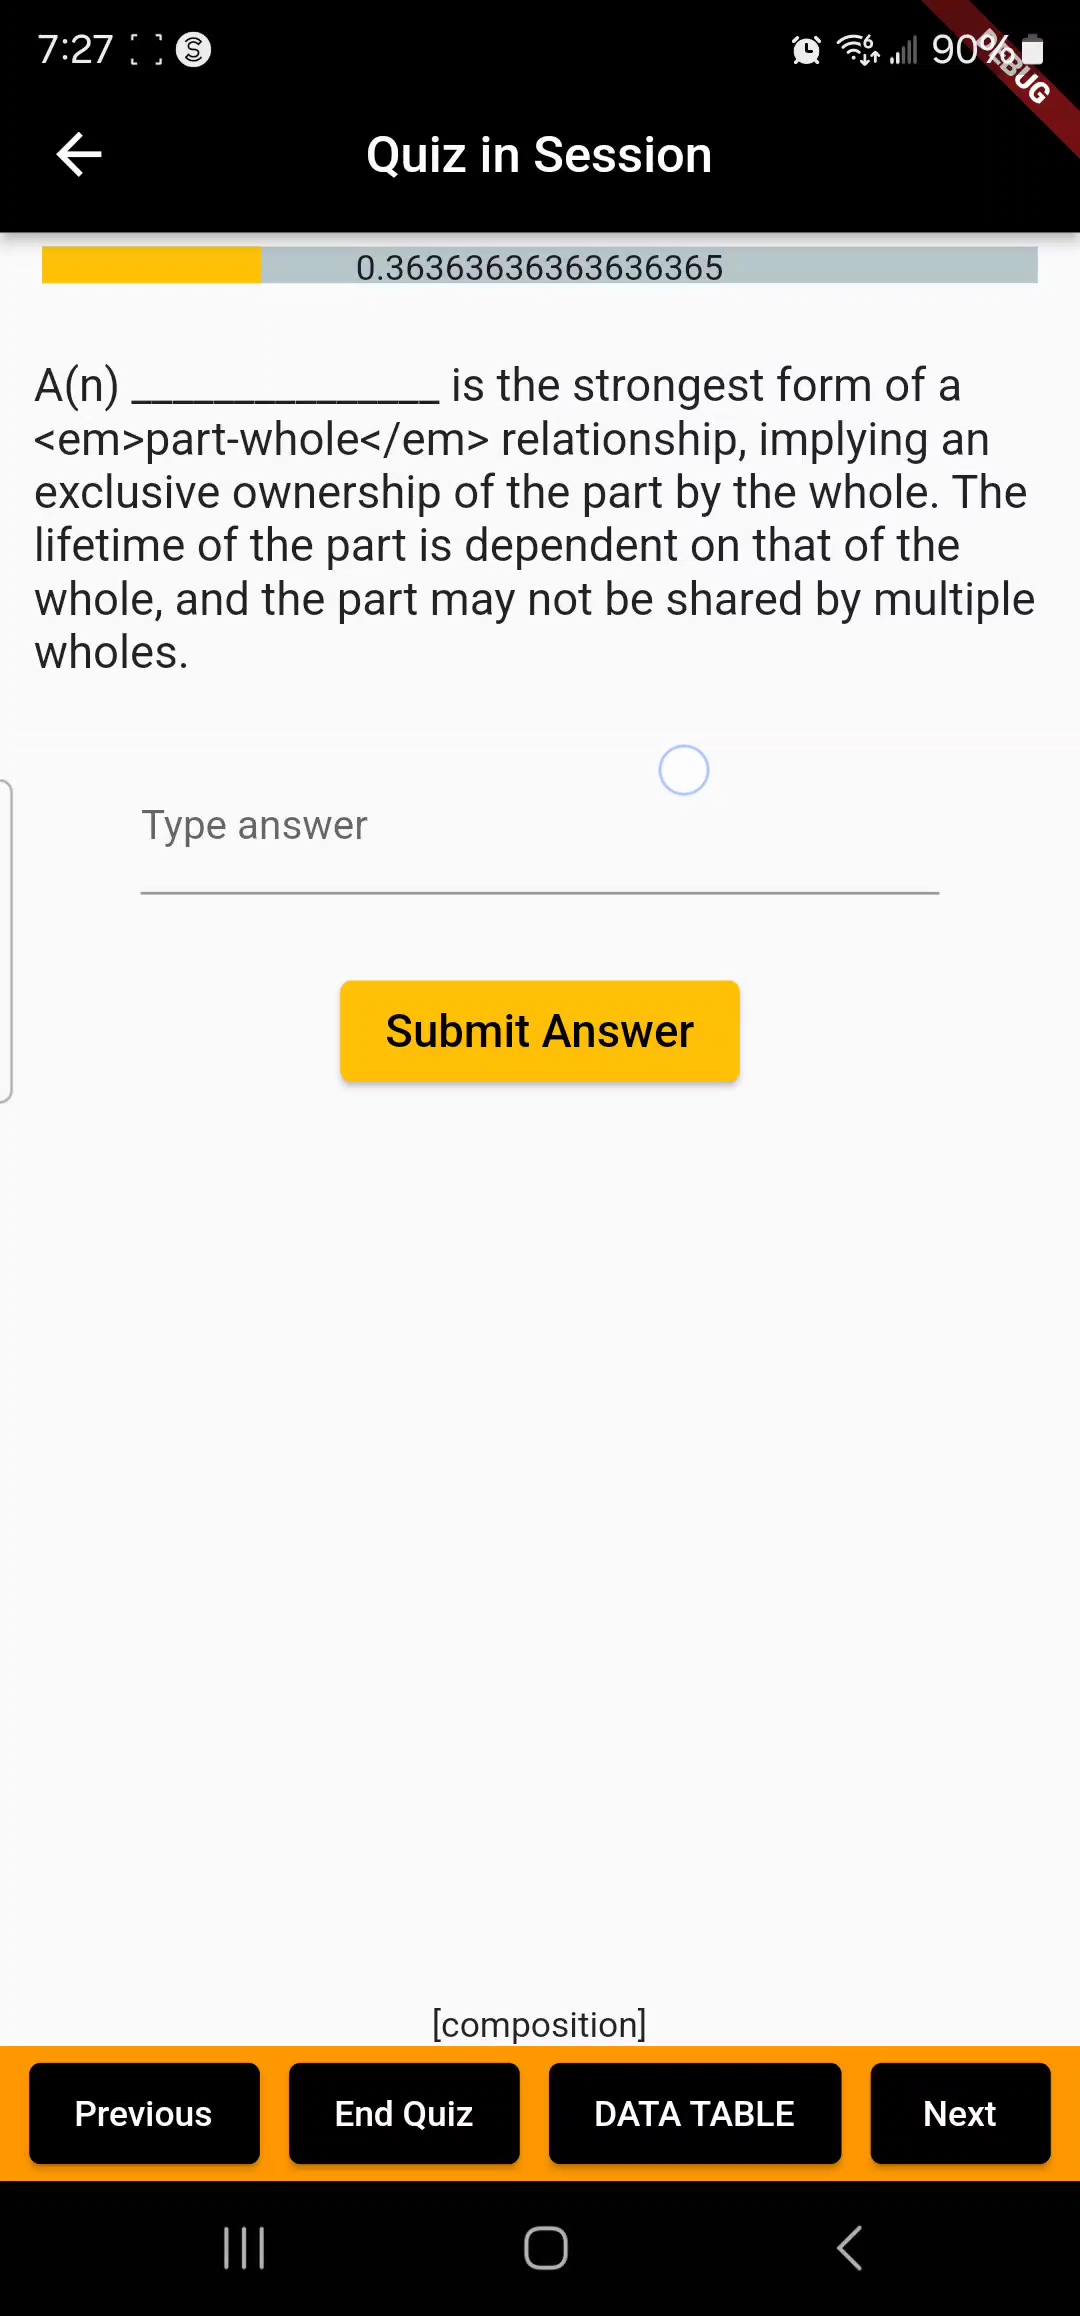 7:27 S 6 90%
DEBUG
Quiz in Session
0.36363636363636365
A(n) _______________ is the strongest form of a
<em>part-whole</em> relationship, implying an
exclusive ownership of the part by the whole. The
lifetime of the part is dependent on that of the
whole, and the part may not be shared by multiple
wholes.
Type answer
Submit Answer
[composition]
Previous End Quiz DATA TABLE Next